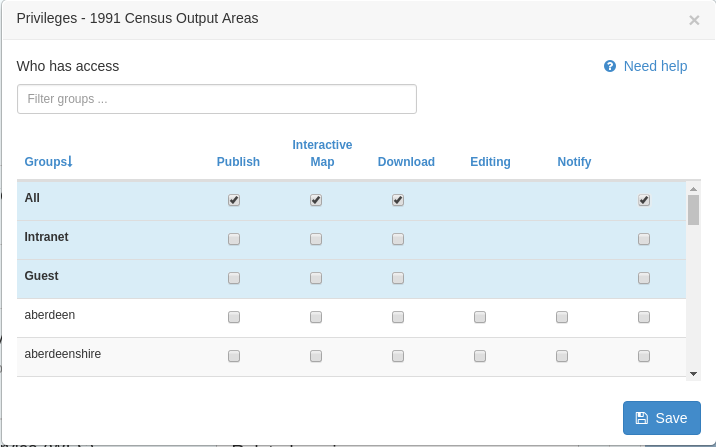 Privileges - 1991 Census Output Areas
×
Who has access
Need help
Filter groups ...
Groups Publish Interactive Map Download Editing Notify
All
Intranet
Guest
aberdeen
aberdeenshire
Save